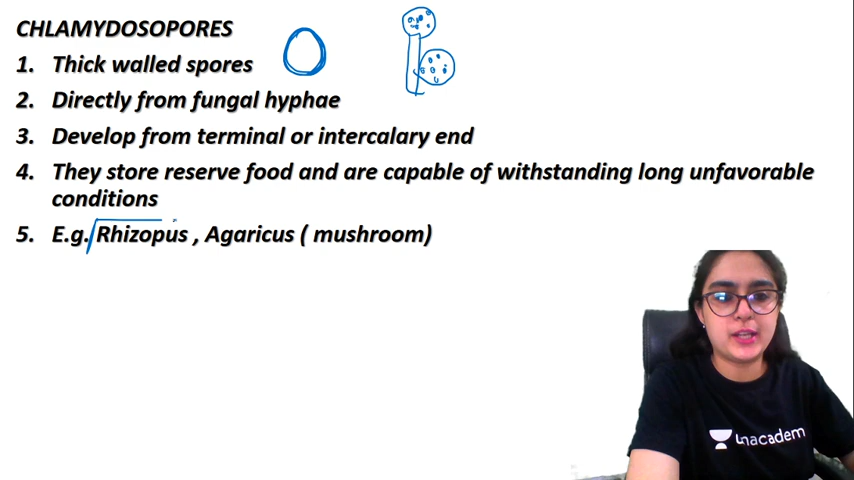 CHLAMYDOSOPORES
1. Thick walled spores
2. Directly from fungal hyphae
3. Develop from terminal or intercalary end
4. They store reserve food and are capable of withstanding long unfavorable
conditions
5. E.g. Rhizopus , Agaricus ( mushroom)
unacadem